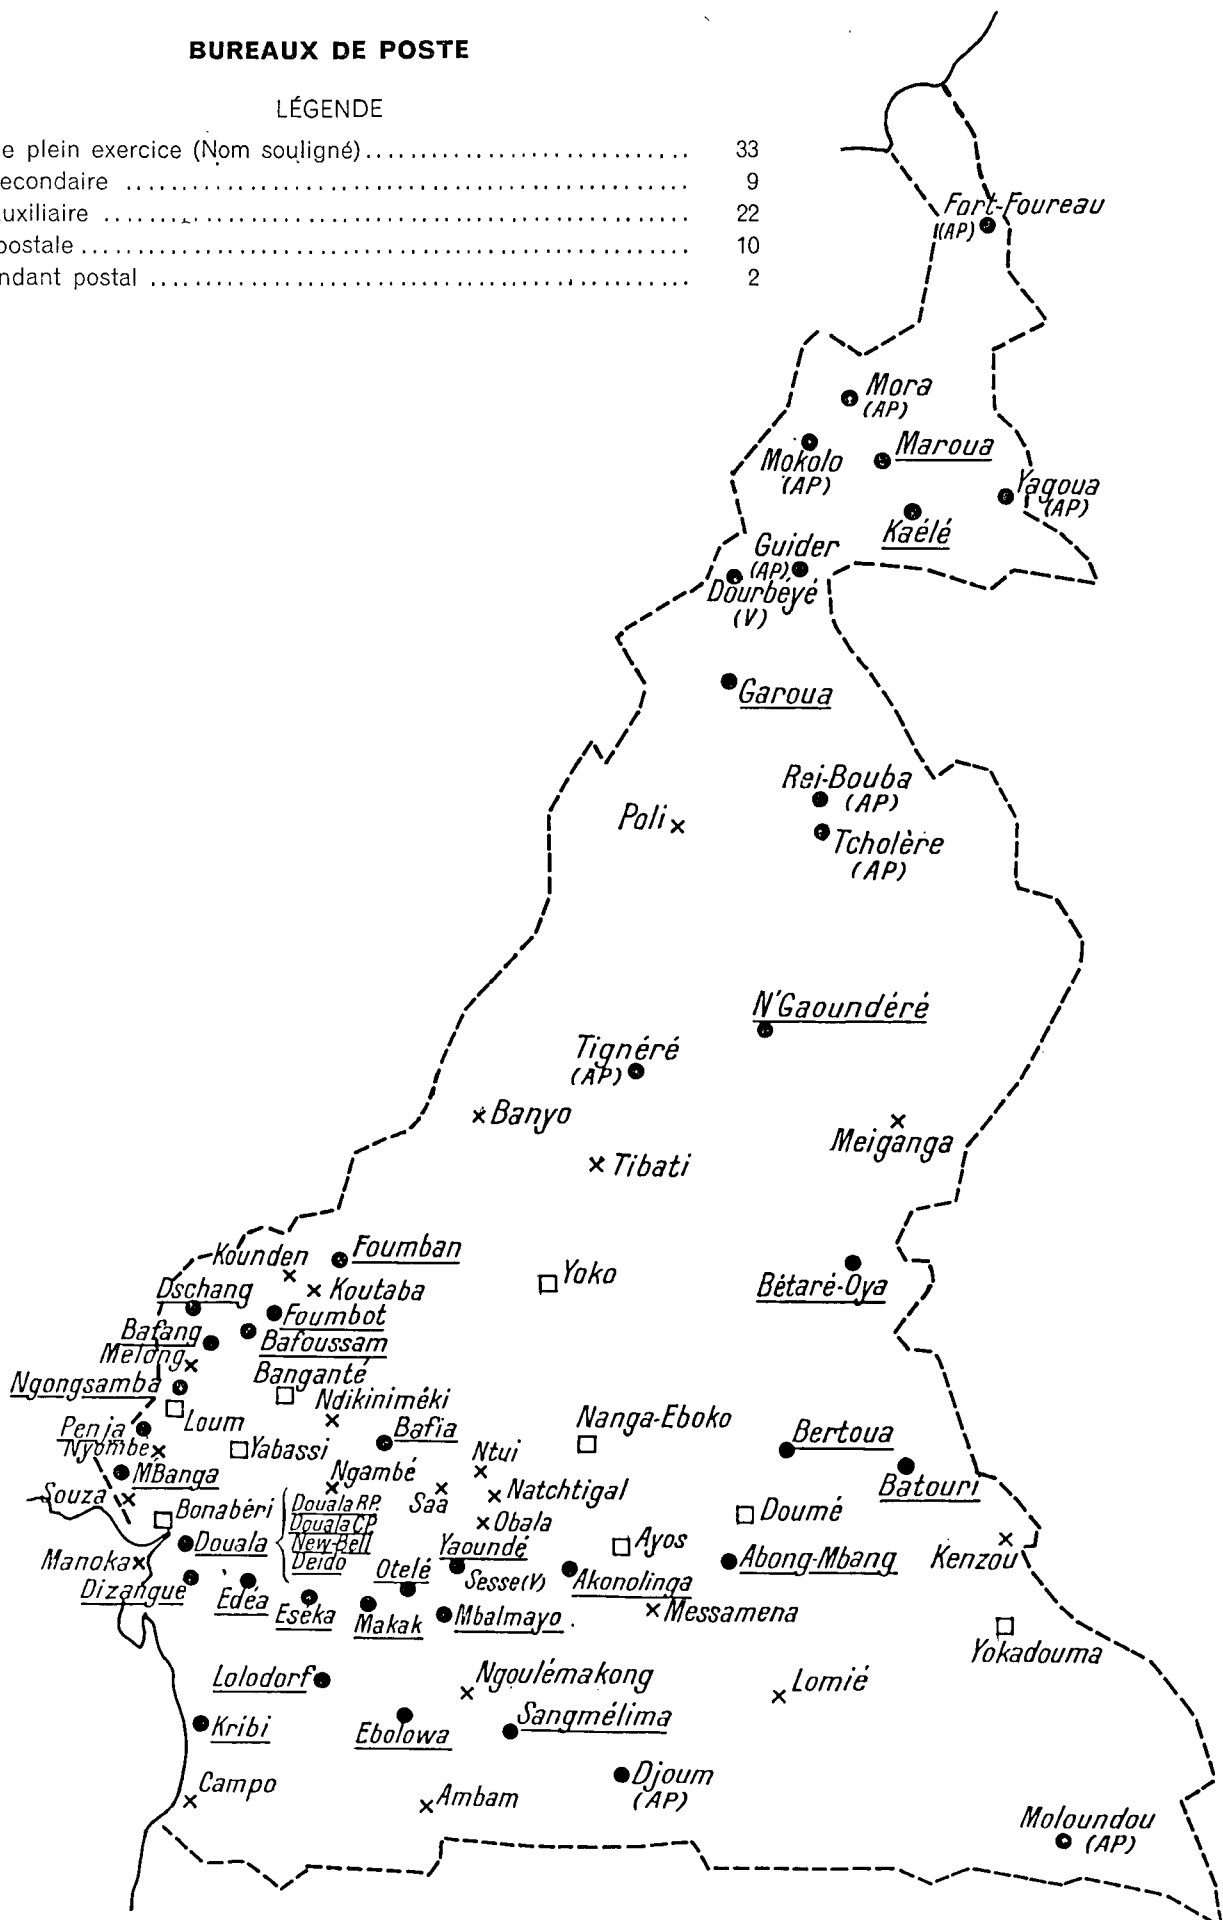 BUREAUX DE POSTE
LÉGENDE
e plein exercice (Nom souligné) 33
econdaire 9
uxiliaire 22
postale 10
ndant postal 2
Fort-Foureau
(AP)
Mora
(AP)
Mokolo
(AP)
Maroua
Yagoua
(AP)
Kaélé
Guider
(AP)
Dourbéyé
(V)
Garoua
Rei-Bouba
(AP)
Poli
Tcholère
(AP)
N'Gaoundéré
Tignéré
(AP)
Banyo
Meiganga
Tibati
Kounden
Foumban
Koutaba
Yoko
Bétaré-Oya
Dschang
Foumbot
Bafang
Bafoussam
Melong
Banganté
Ngongsamba
Loum
Ndikiniméki
Penja
Nyombé
Yabassi
Bafia
Nanga-Eboko
Bertoua
MBanga
Ngambé
Ntui
Batouri
Souza
Bonabéri
Douala RP.
Douala CP.
New-Bell
Deido
Saa
Natchtigal
Obala
Doumé
Douala
Manoka
Yaoundé
Ayos
Abong-Mbang
Kenzou
Dizangue
Edéa
Eséka
Otelé
Sesse(V)
Akonolinga
Makak
Mbalmayo
Messamena
Yokadouma
Lolodorf
Ngoulémakong
Lomié
Kribi
Ebolowa
Sangmélima
Campo
Ambam
Djoum
(AP)
Moloundou
(AP)